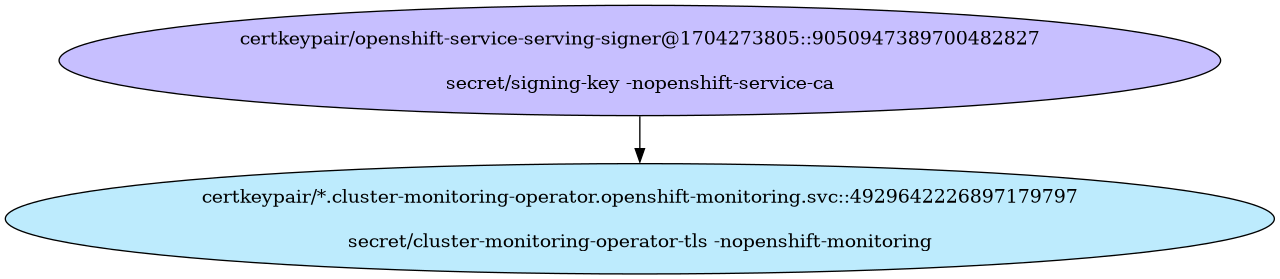 certkeypair/openshift-service-serving-signer@1704273805::9050947389700482827
secret/signing-key -nopenshift-service-ca
certkeypair/*.cluster-monitoring-operator.openshift-monitoring.svc::4929642226897179797
secret/cluster-monitoring-operator-tls -nopenshift-monitoring